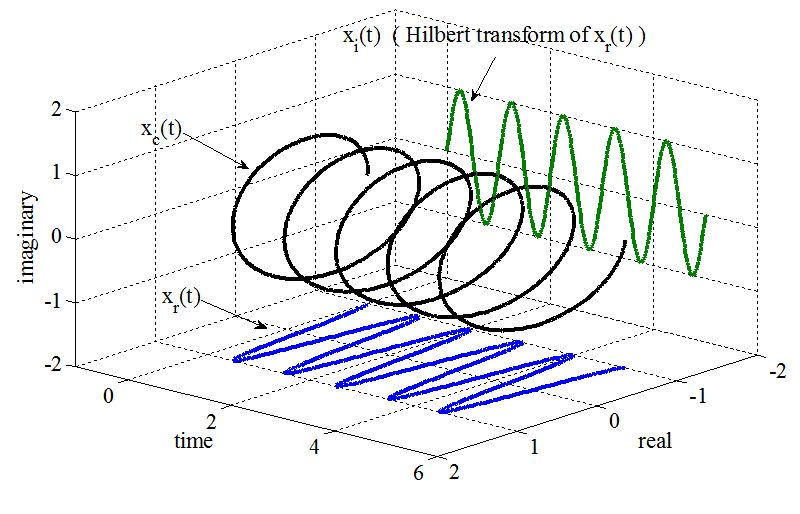 x_i(t) ( Hilbert transform of x_r(t) )
x_c(t)
x_r(t)
imaginary
2
1
0
-1
-2
0
2
4
6
time
2
1
0
-1
-2
real